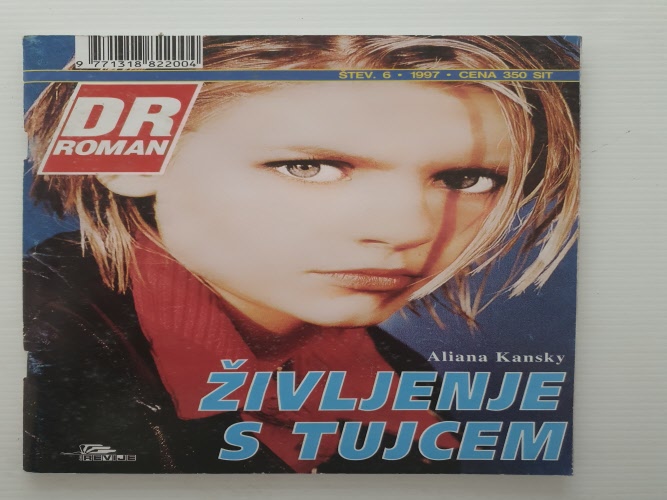 9 771318 822004
ŠTEV. 6 • 1997 • CENA 350 SIT
DR
ROMAN
Aliana Kansky
ŽIVLJENJE
S TUJCEM
REVIJE